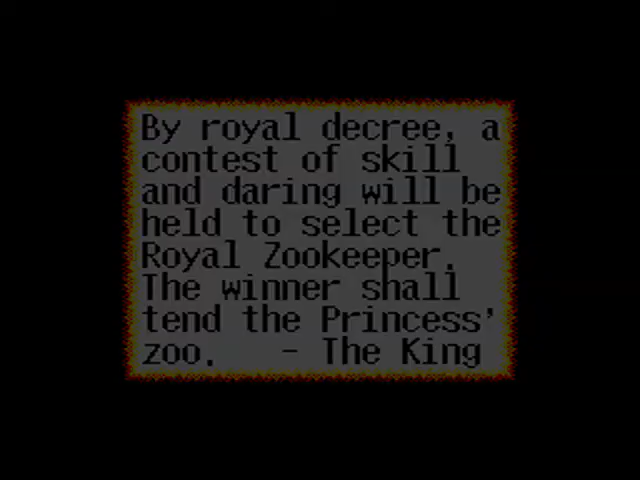 By royal decree, a
contest of skill
and daring will be
held to select the
Royal Zookeeper.
The winner shall
tend the Princess'
zoo.   - The King